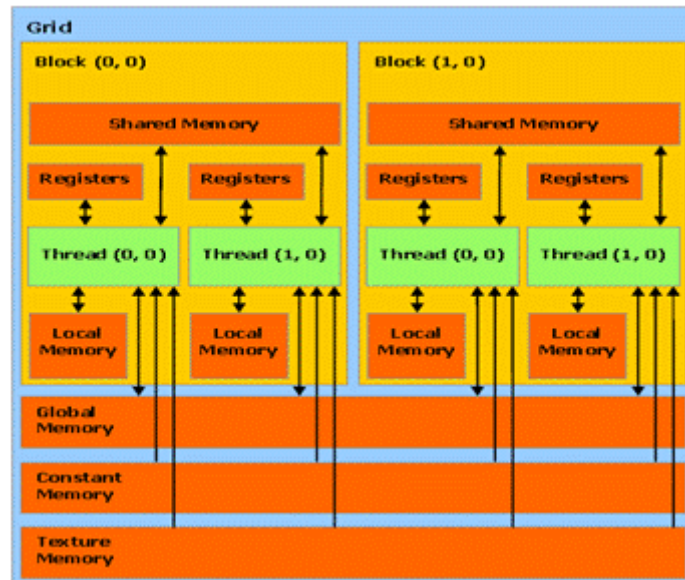 Grid
Block (0, 0)
Block (1, 0)
Shared Memory
Shared Memory
Registers
Registers
Registers
Registers
Thread (0, 0)
Thread (1, 0)
Thread (0, 0)
Thread (1, 0)
Local
Memory
Local
Memory
Local
Memory
Local
Memory
Global
Memory
Constant
Memory
Texture
Memory